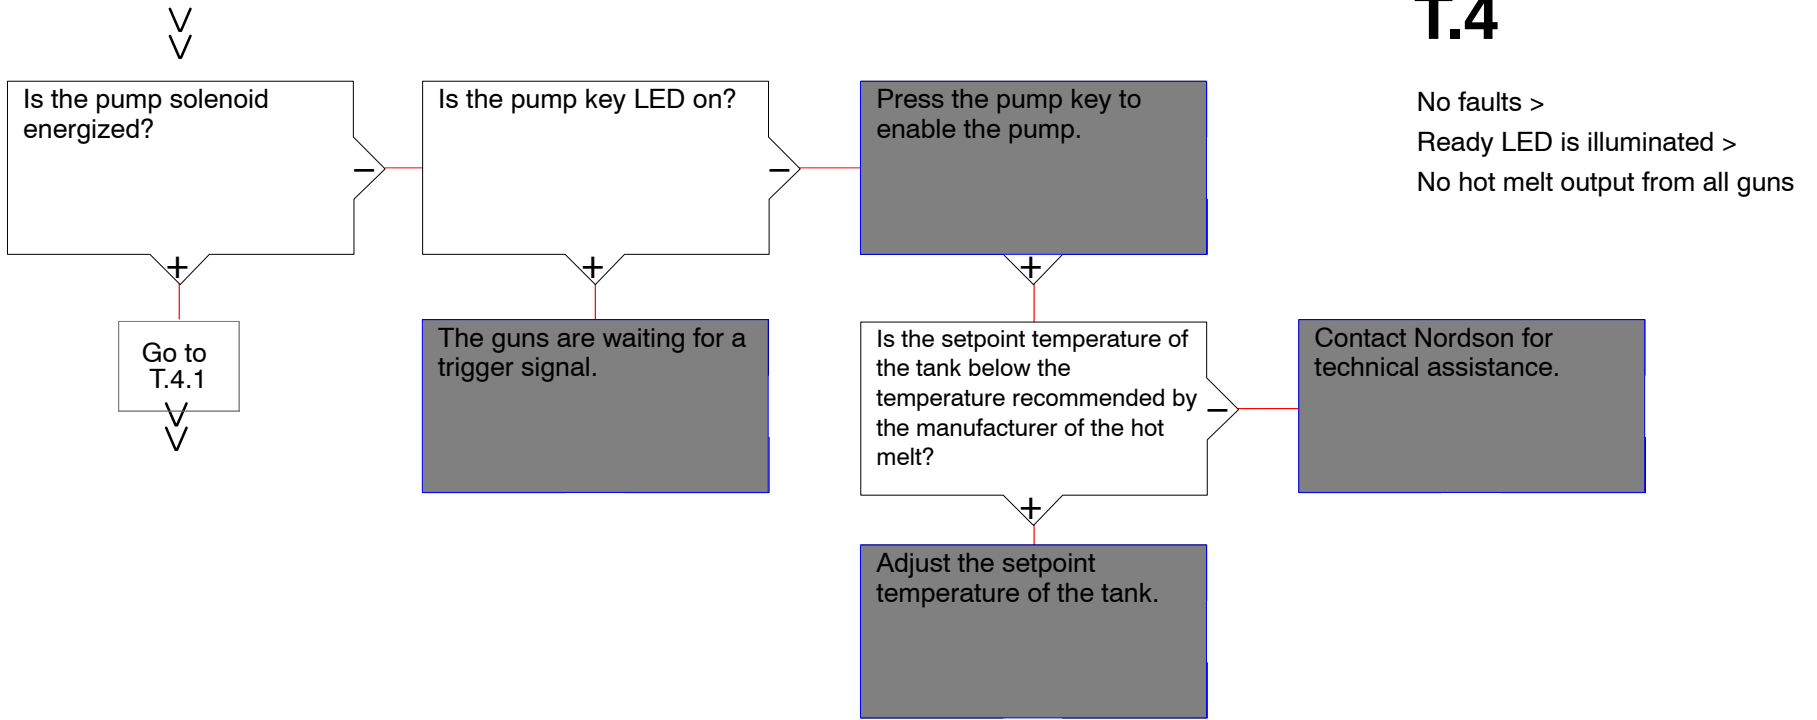 T.4
No faults >
Ready LED is illuminated >
No hot melt output from all guns
Is the pump solenoid
energized?
–
+
Is the pump key LED on?
–
+
Press the pump key to
enable the pump.
+
Go to
T.4.1
The guns are waiting for a
trigger signal.
Is the setpoint temperature of
the tank below the
temperature recommended by
the manufacturer of the hot
melt?
–
+
Contact Nordson for
technical assistance.
Adjust the setpoint
temperature of the tank.